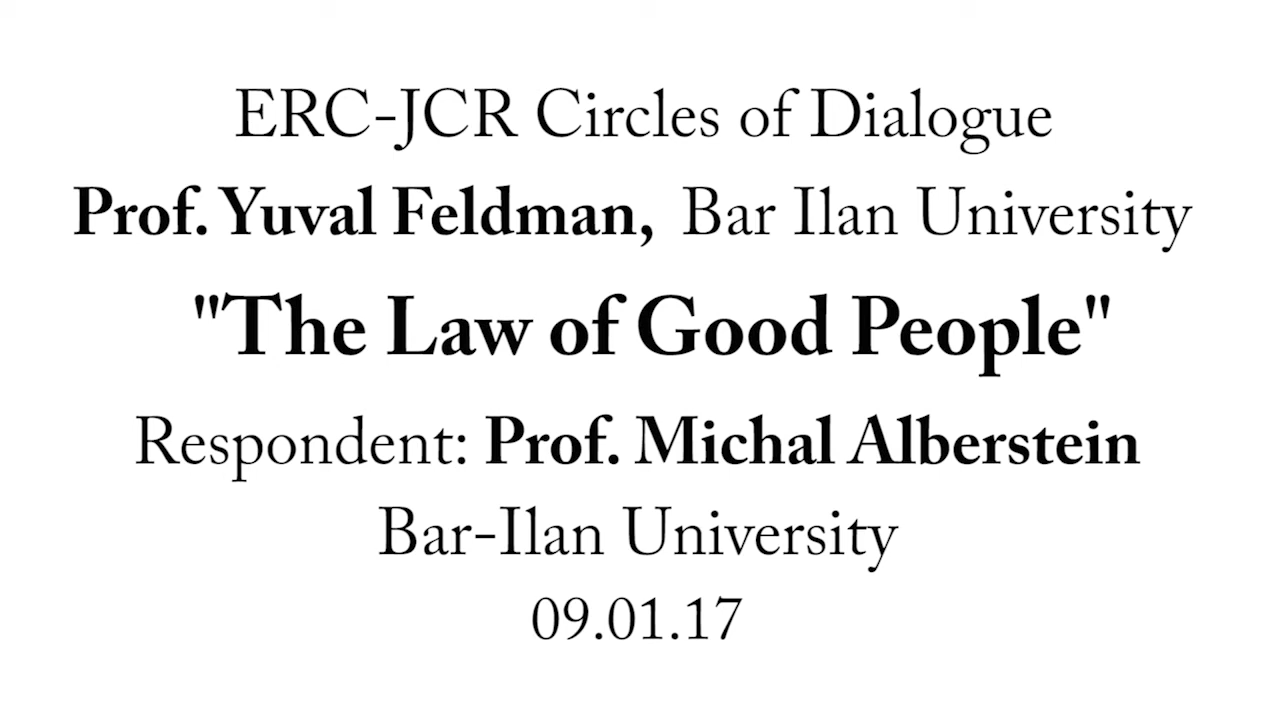 ERC-JCR Circles of Dialogue
Prof. Yuval Feldman, Bar Ilan University
"The Law of Good People"
Respondent: Prof. Michal Alberstein
Bar-Ilan University
09.01.17